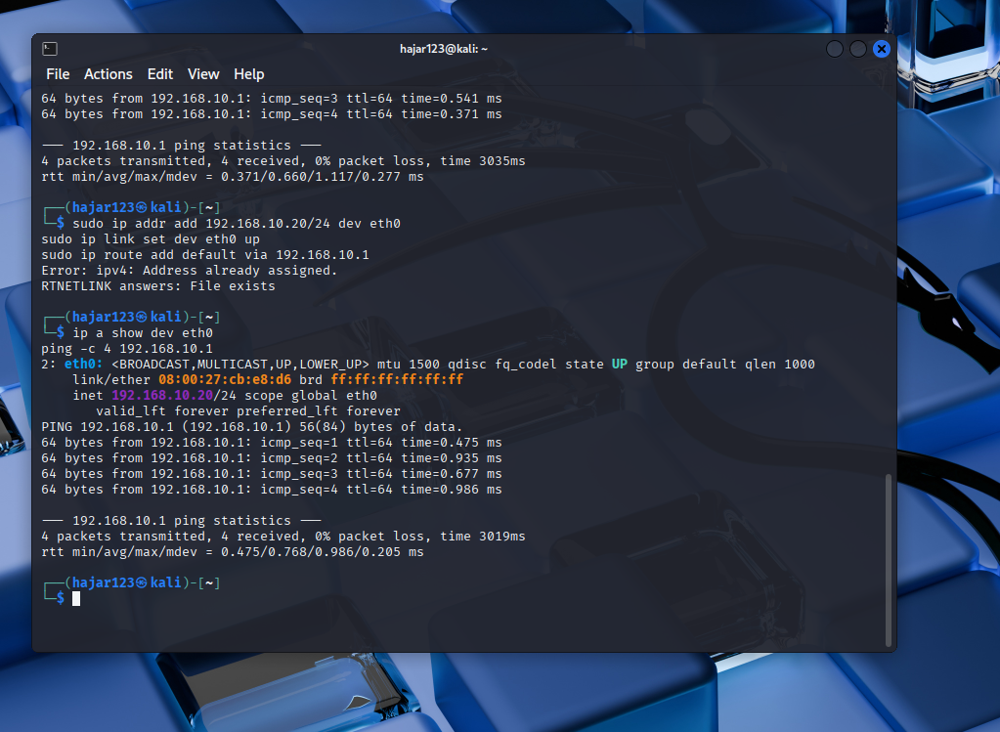 hajar123@kali: ~
File Actions Edit View Help
64 bytes from 192.168.10.1: icmp_seq=3 ttl=64 time=0.541 ms
64 bytes from 192.168.10.1: icmp_seq=4 ttl=64 time=0.371 ms
--- 192.168.10.1 ping statistics ---
4 packets transmitted, 4 received, 0% packet loss, time 3035ms
rtt min/avg/max/mdev = 0.371/0.660/1.117/0.277 ms
┌──(hajar123㉿kali)-[~]
└─$ sudo ip addr add 192.168.10.20/24 dev eth0
sudo ip link set dev eth0 up
sudo ip route add default via 192.168.10.1
Error: ipv4: Address already assigned.
RTNETLINK answers: File exists
┌──(hajar123㉿kali)-[~]
└─$ ip a show dev eth0
ping -c 4 192.168.10.1
2: eth0: <BROADCAST,MULTICAST,UP,LOWER_UP> mtu 1500 qdisc fq_codel state UP group default qlen 1000
    link/ether 08:00:27:cb:e8:d6 brd ff:ff:ff:ff:ff:ff
    inet 192.168.10.20/24 scope global eth0
       valid_lft forever preferred_lft forever
PING 192.168.10.1 (192.168.10.1) 56(84) bytes of data.
64 bytes from 192.168.10.1: icmp_seq=1 ttl=64 time=0.475 ms
64 bytes from 192.168.10.1: icmp_seq=2 ttl=64 time=0.935 ms
64 bytes from 192.168.10.1: icmp_seq=3 ttl=64 time=0.677 ms
64 bytes from 192.168.10.1: icmp_seq=4 ttl=64 time=0.986 ms
--- 192.168.10.1 ping statistics ---
4 packets transmitted, 4 received, 0% packet loss, time 3019ms
rtt min/avg/max/mdev = 0.475/0.768/0.986/0.205 ms
┌──(hajar123㉿kali)-[~]
└─$